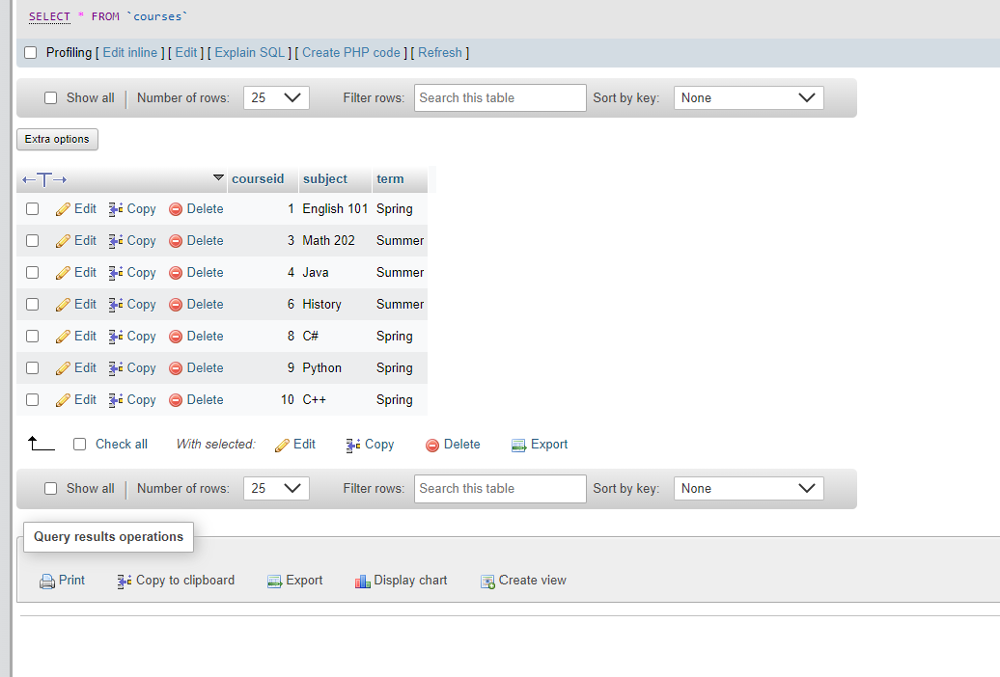 SELECT * FROM `courses`
Profiling [ Edit inline ] [ Edit ] [ Explain SQL ] [ Create PHP code ] [ Refresh ]
Show all Number of rows: 25 Filter rows: Search this table Sort by key: None
Extra options
courseid subject term
Edit Copy Delete 1 English 101 Spring
Edit Copy Delete 3 Math 202 Summer
Edit Copy Delete 4 Java Summer
Edit Copy Delete 6 History Summer
Edit Copy Delete 8 C# Spring
Edit Copy Delete 9 Python Spring
Edit Copy Delete 10 C++ Spring
Check all With selected: Edit Copy Delete Export
Show all Number of rows: 25 Filter rows: Search this table Sort by key: None
Query results operations
Print Copy to clipboard Export Display chart Create view